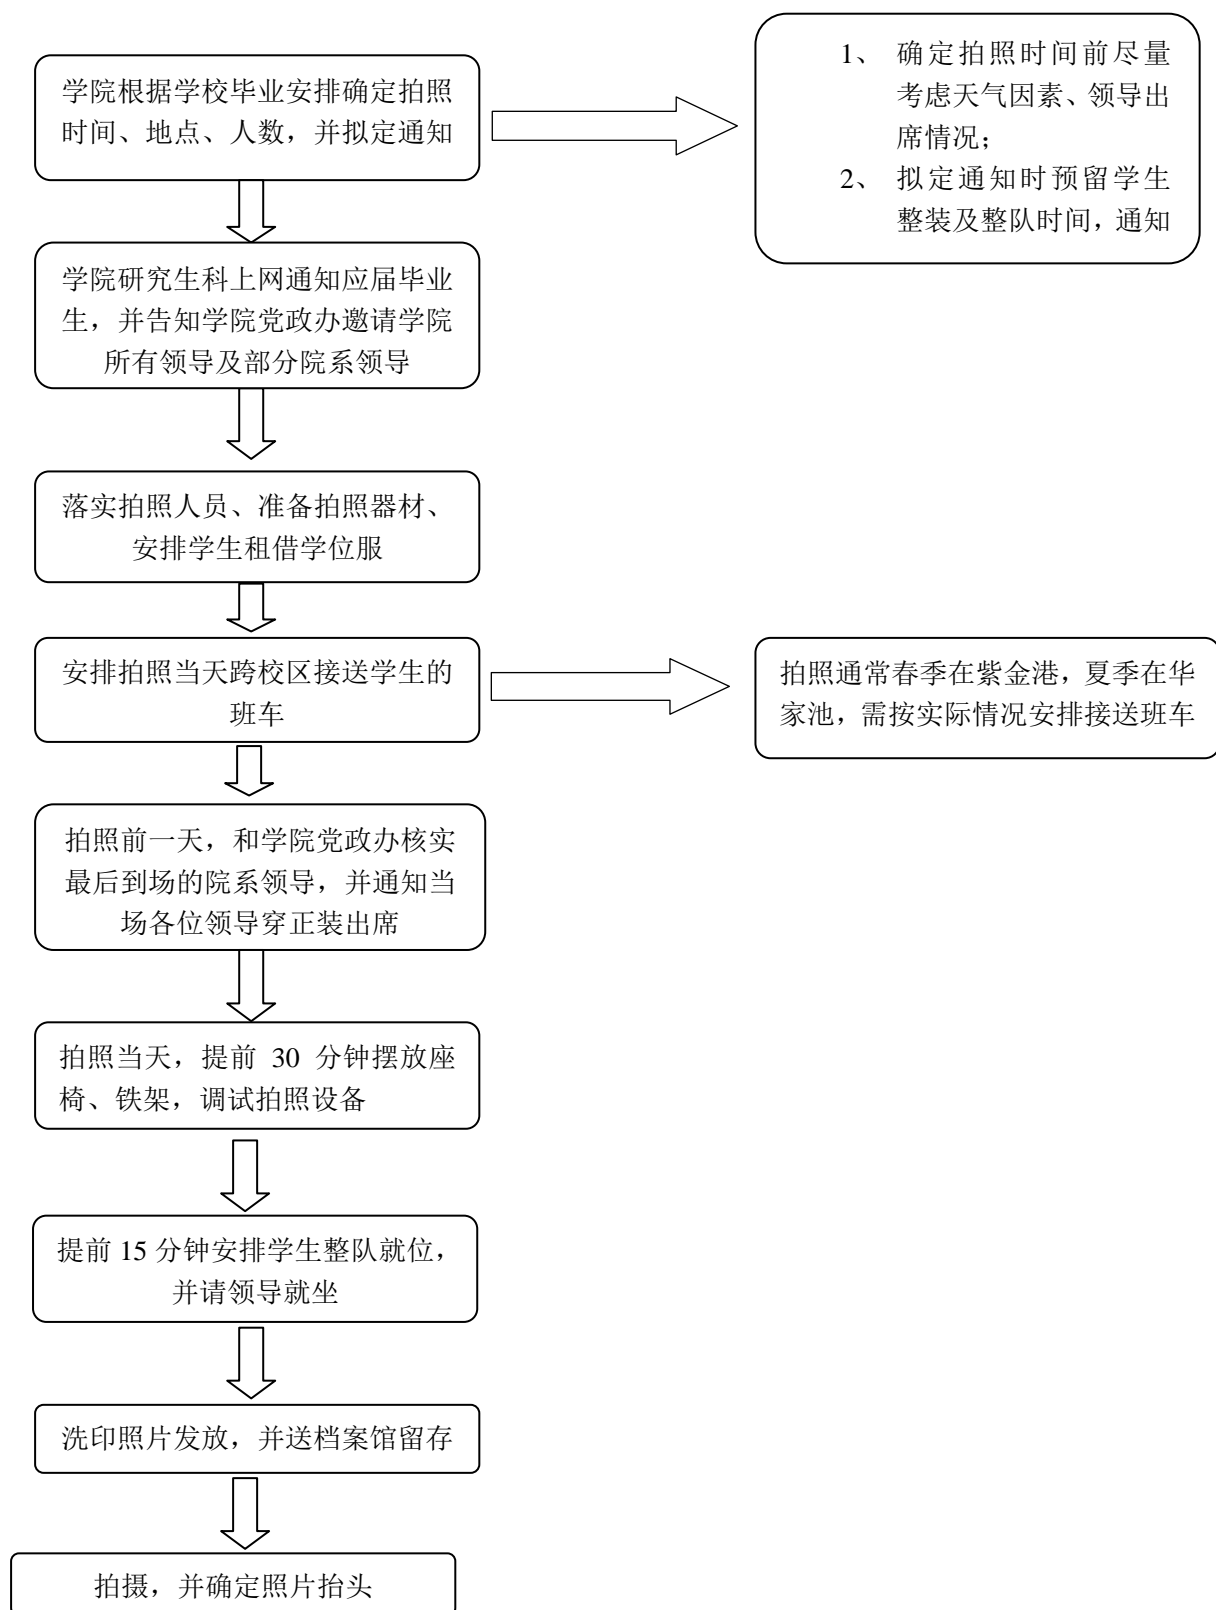 学院根据学校毕业安排确定拍照
时间、地点、人数，并拟定通知
1、 确定拍照时间前尽量
考虑天气因素、领导出
席情况；
2、 拟定通知时预留学生
整装及整队时间，通知
学院研究生科上网通知应届毕业
生，并告知学院党政办邀请学院
所有领导及部分院系领导
落实拍照人员、准备拍照器材、
安排学生租借学位服
安排拍照当天跨校区接送学生的
班车
拍照通常春季在紫金港，夏季在华
家池，需按实际情况安排接送班车
拍照前一天，和学院党政办核实
最后到场的院系领导，并通知当
场各位领导穿正装出席
拍照当天，提前 30 分钟摆放座
椅、铁架，调试拍照设备
提前 15 分钟安排学生整队就位，
并请领导就坐
洗印照片发放，并送档案馆留存
拍摄，并确定照片抬头